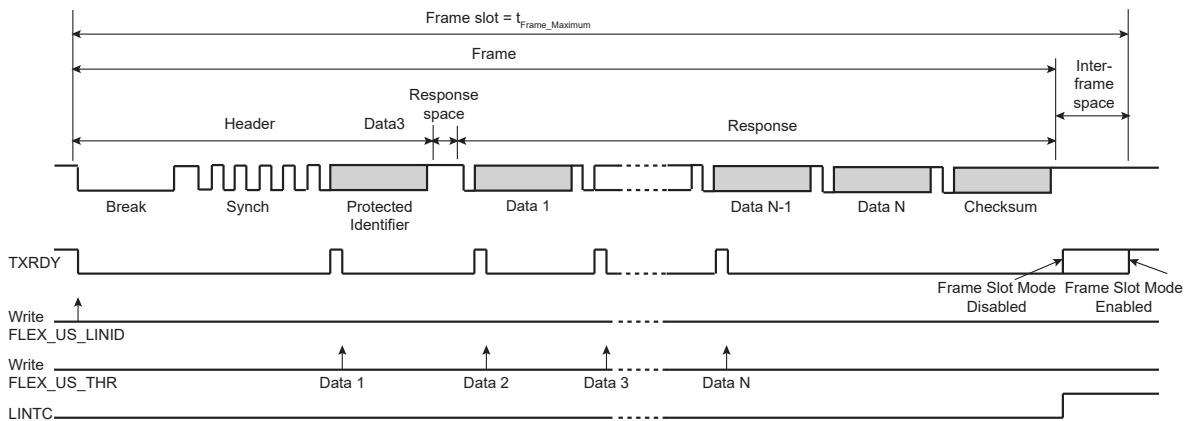 Frame slot = tFrame_Maximum
Frame
Inter-
frame
space
Response
space
Header
Data3
Response
Break
Synch
Protected
Identifier
Data 1
Data N-1
Data N
Checksum
TXRDY
Frame Slot Mode
Disabled
Frame Slot Mode
Enabled
Write
FLEX_US_LINID
Write
FLEX_US_THR
Data 1
Data 2
Data 3
Data N
LINTC